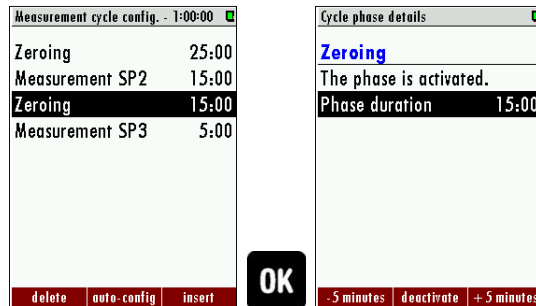 Measurement cycle config. - 1:00:00
Zeroing 25:00
Measurement SP2 15:00
Zeroing 15:00
Measurement SP3 5:00
delete auto-config insert
OK
Cycle phase details
Zeroing
The phase is activated.
Phase duration 15:00
-5 minutes deactivate +5 minutes